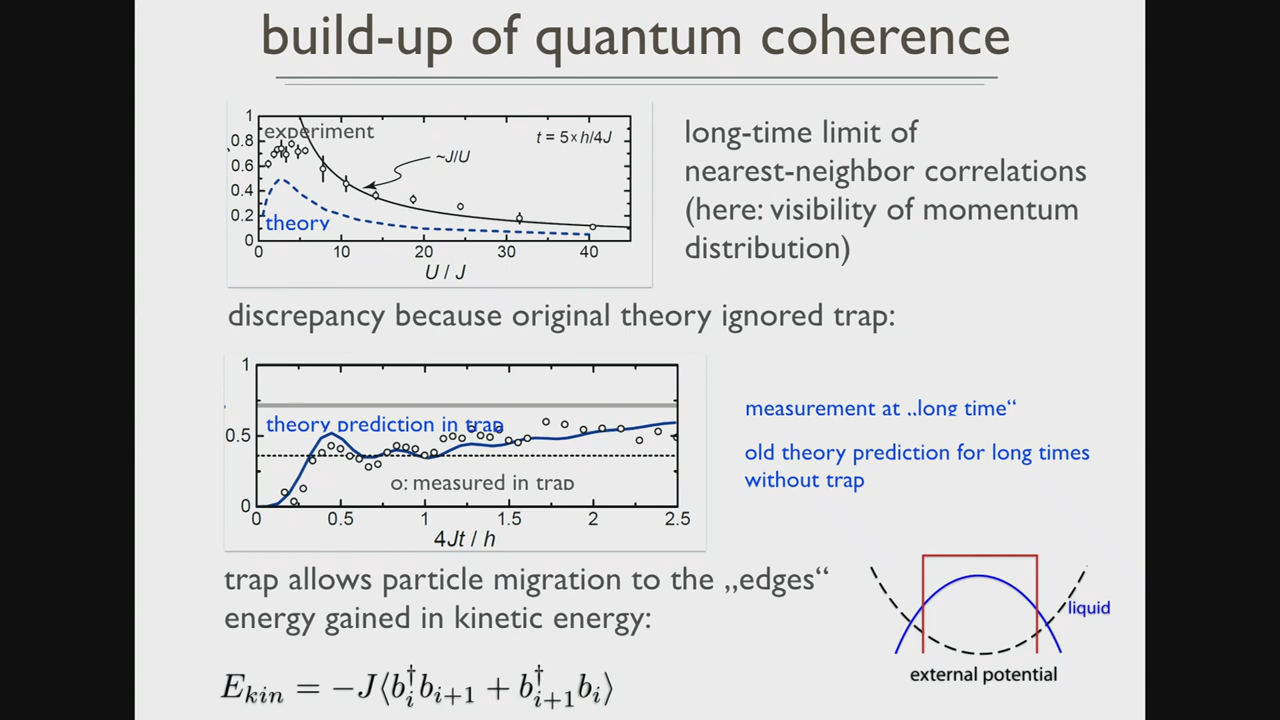 build-up of quantum coherence
1
0.8
0.6
0.4
0.2
0
experiment
t = 5×h/4J
~J/U
theory
0 10 20 30 40
U / J
long-time limit of
nearest-neighbor correlations
(here: visibility of momentum
distribution)
discrepancy because original theory ignored trap:
1
0.5
0
theory prediction in trap
o: measured in trap
0 0.5 1 1.5 2 2.5
4Jt / h
measurement at „long time“
old theory prediction for long times
without trap
trap allows particle migration to the „edges“
energy gained in kinetic energy:
liquid
external potential
E_{kin} = −J⟨b_i^† b_{i+1} + b_{i+1}^† b_i⟩